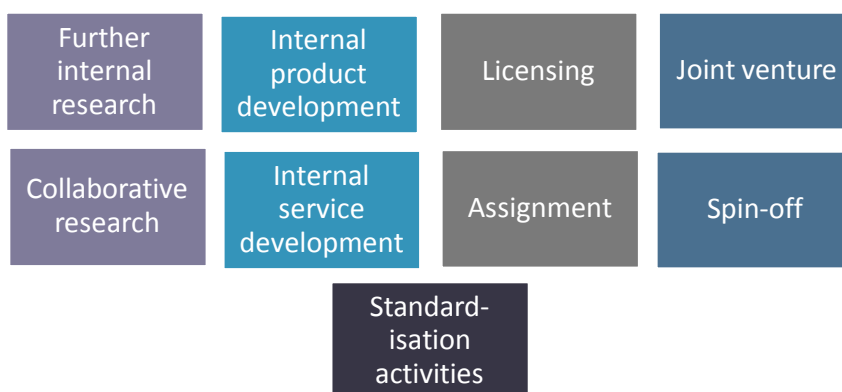 Further
internal
research
Internal
product
development
Licensing
Joint venture
Collaborative
research
Internal
service
development
Assignment
Spin-off
Standard-
isation
activities